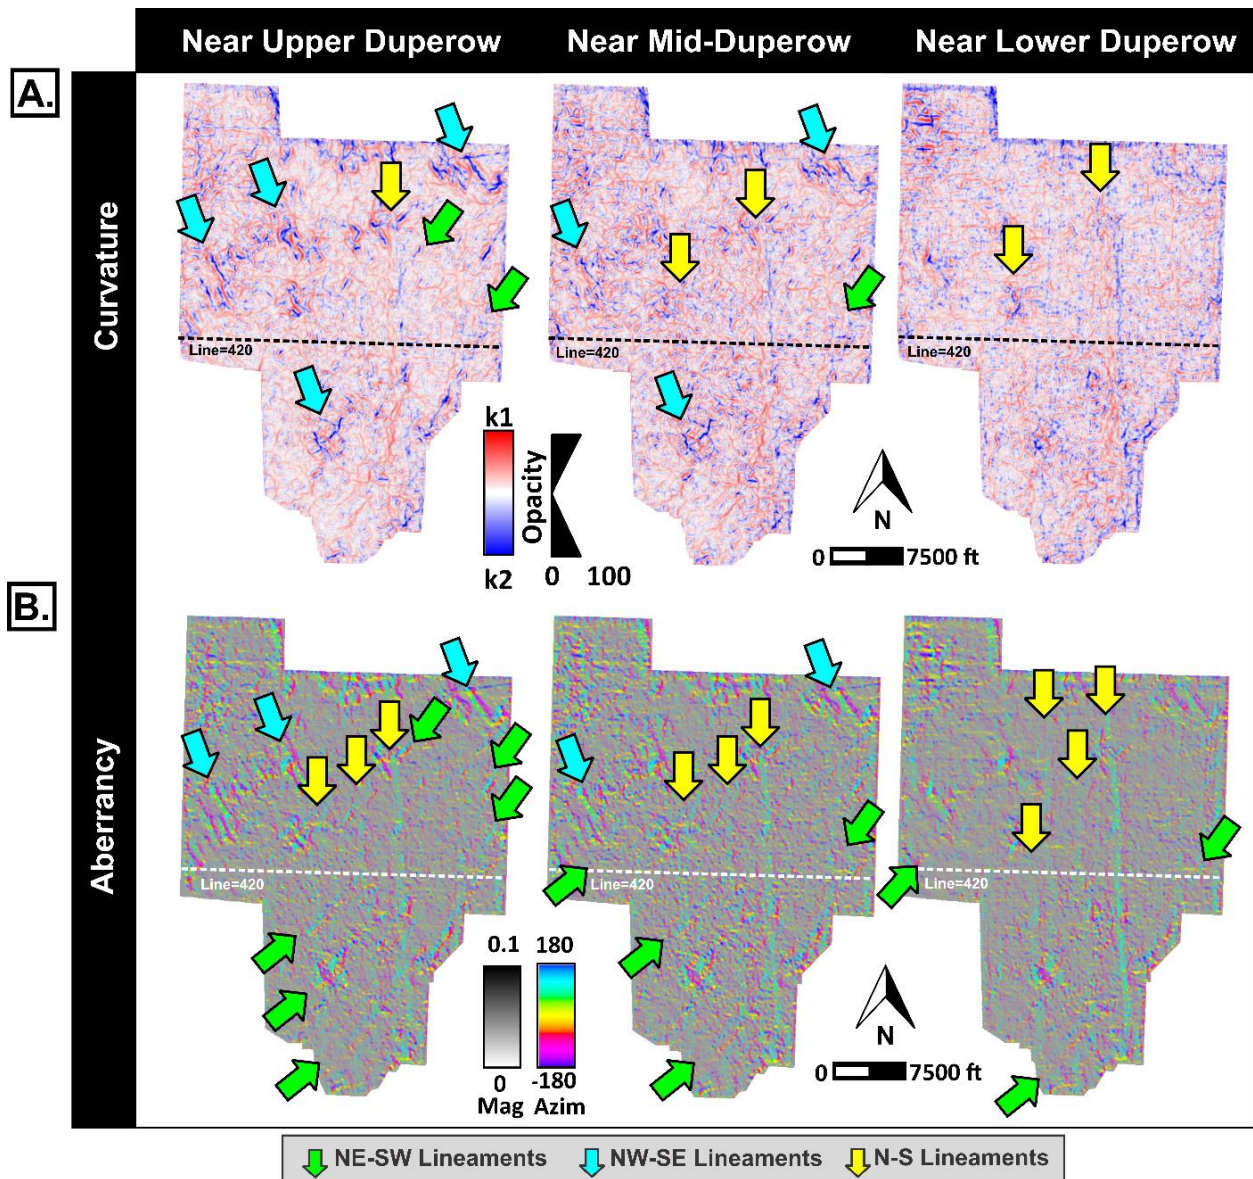 Near Upper Duperow
Near Mid-Duperow
Near Lower Duperow
A.
Curvature
Line=420
Line=420
Line=420
k1
k2
Opacity
0 100
N
0 7500 ft
B.
Aberrancy
Line=420
Line=420
Line=420
0.1
180
0
-180
Mag
Azim
N
0 7500 ft
NE-SW Lineaments
NW-SE Lineaments
N-S Lineaments